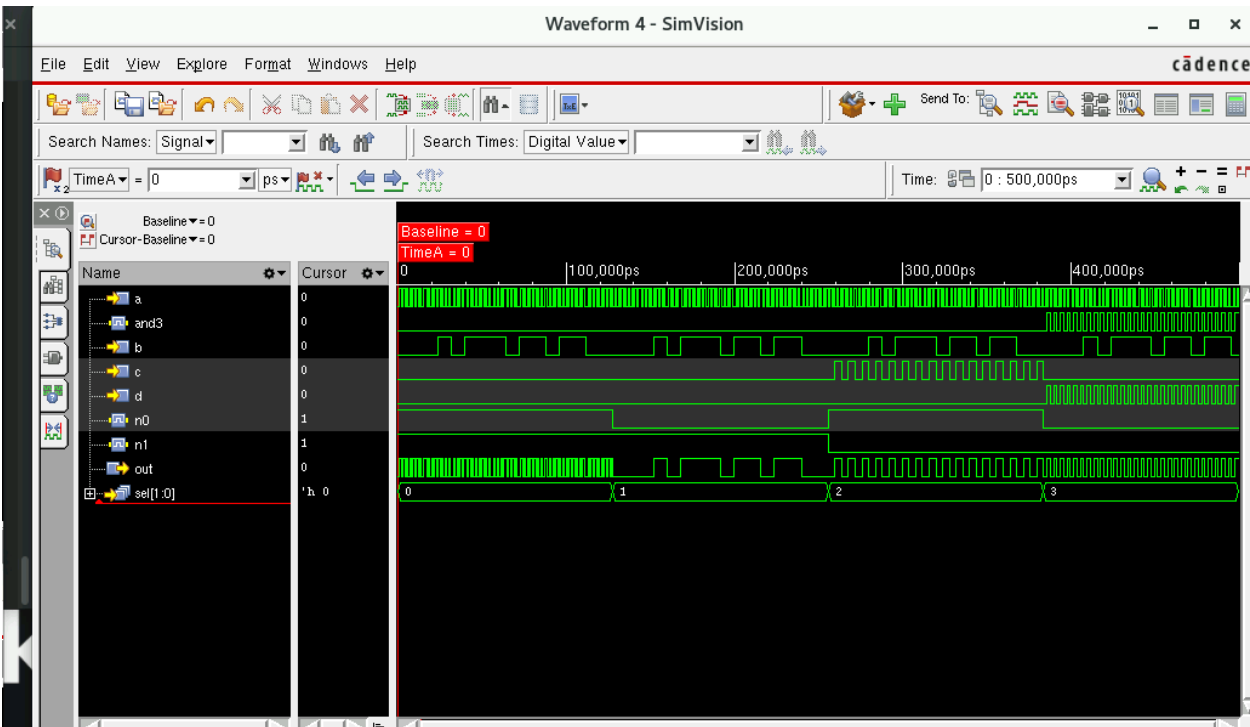 Waveform 4 - SimVision
File Edit View Explore Format Windows Help
cādence
Send To:
Search Names: Signal
Search Times: Digital Value
x2 TimeA = 0 ps
Time: 0 : 500,000ps
Baseline = 0
Cursor-Baseline = 0
Baseline = 0
TimeA = 0
Name Cursor
0 100,000ps 200,000ps 300,000ps 400,000ps
a 0
and3 0
b 0
c 0
d 0
n0 1
n1 1
out 0
sel[1:0] 'h 0 0 1 2 3